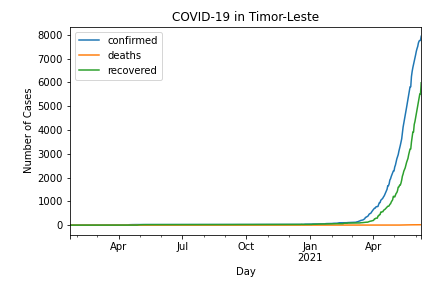 COVID-19 in Timor-Leste
8000
7000
6000
5000
4000
3000
2000
1000
0
Number of Cases
confirmed
deaths
recovered
Apr
Jul
Oct
Jan
2021
Apr
Day